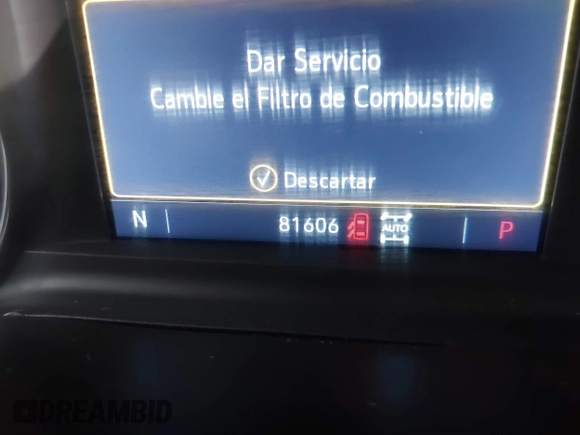 Dar Servicio
Cambie el Filtro de Combustible
Descartar
N 81606 AUTO P
DREAMBID